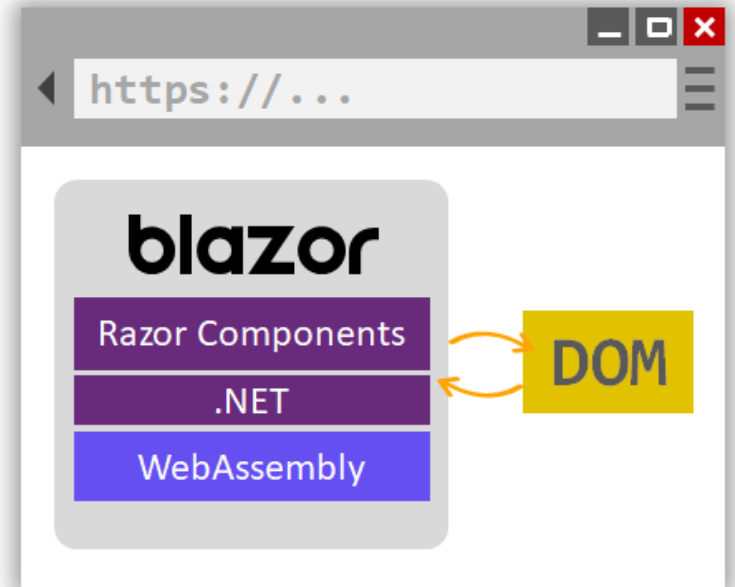 https://...
blazor
Razor Components
.NET
WebAssembly
DOM